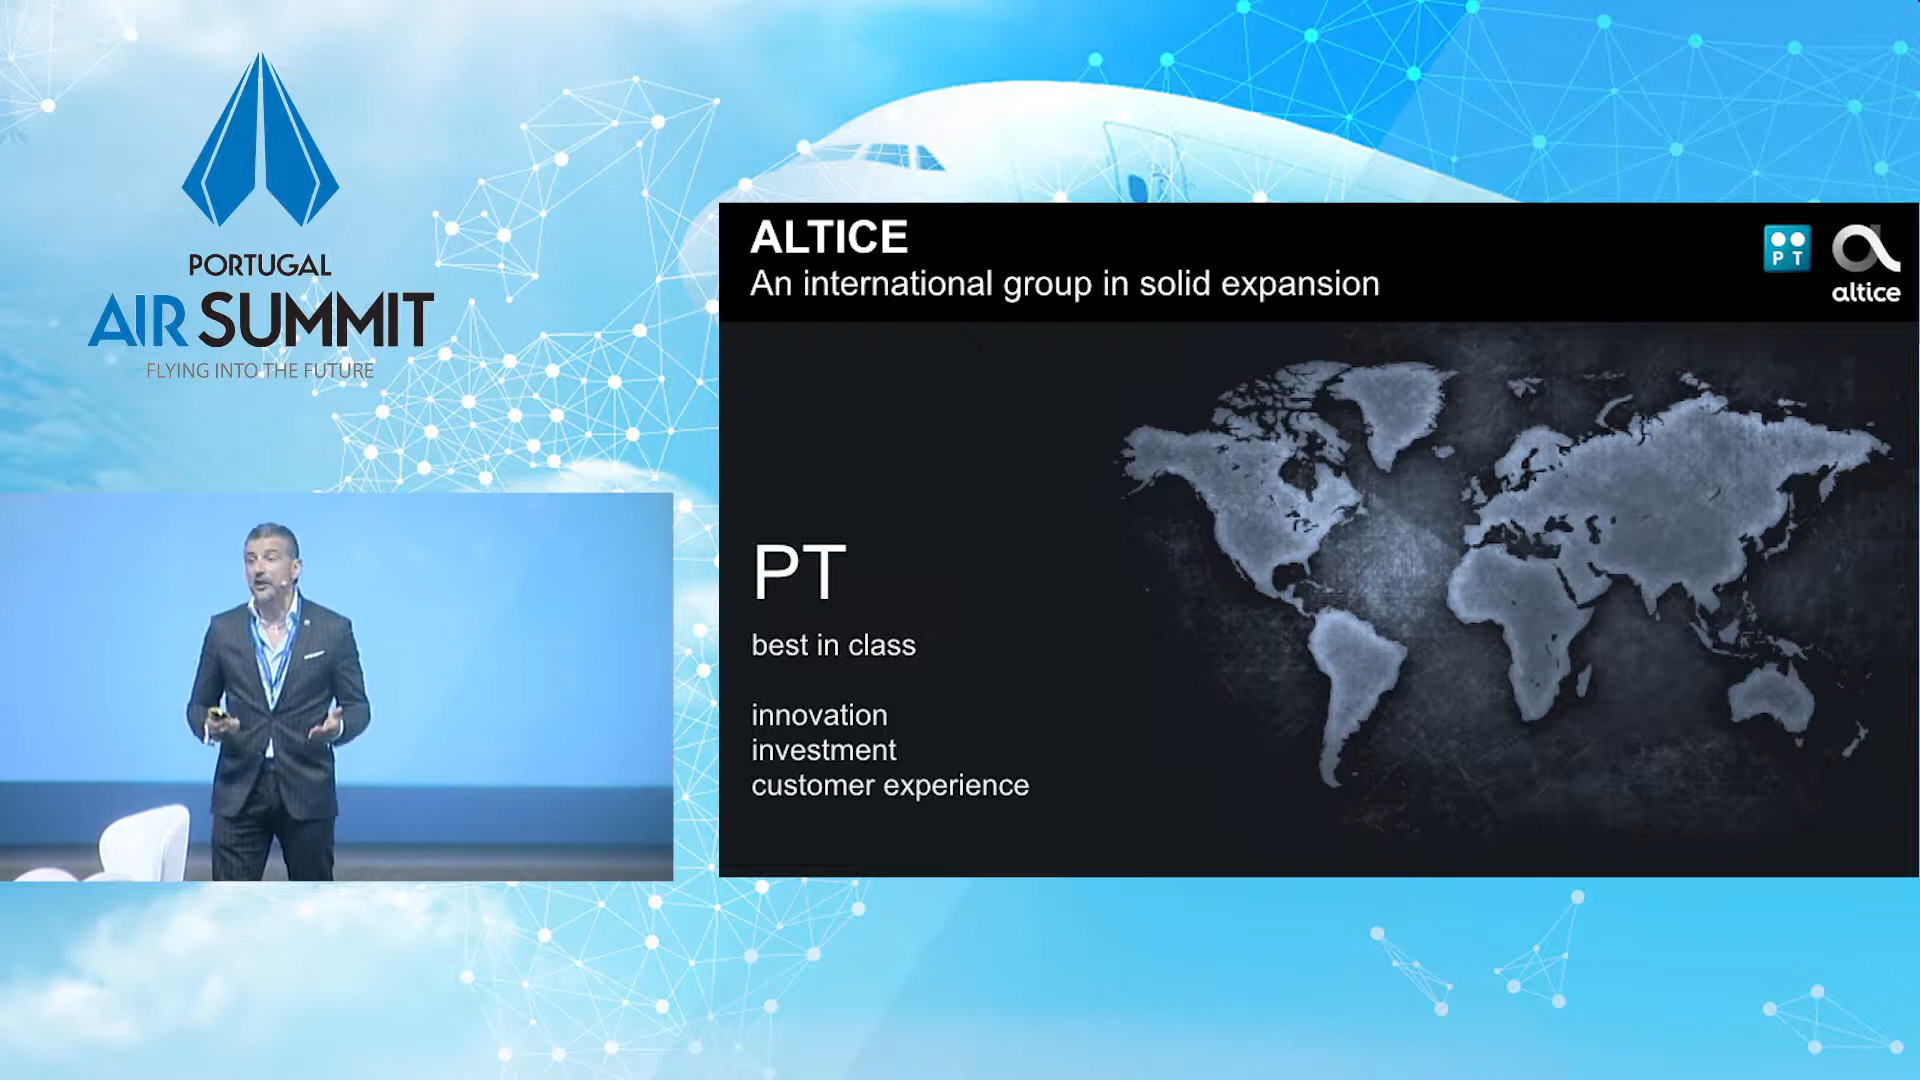 PORTUGAL
AIR SUMMIT
FLYING INTO THE FUTURE
ALTICE
An international group in solid expansion
PT
altice
PT
best in class
innovation
investment
customer experience